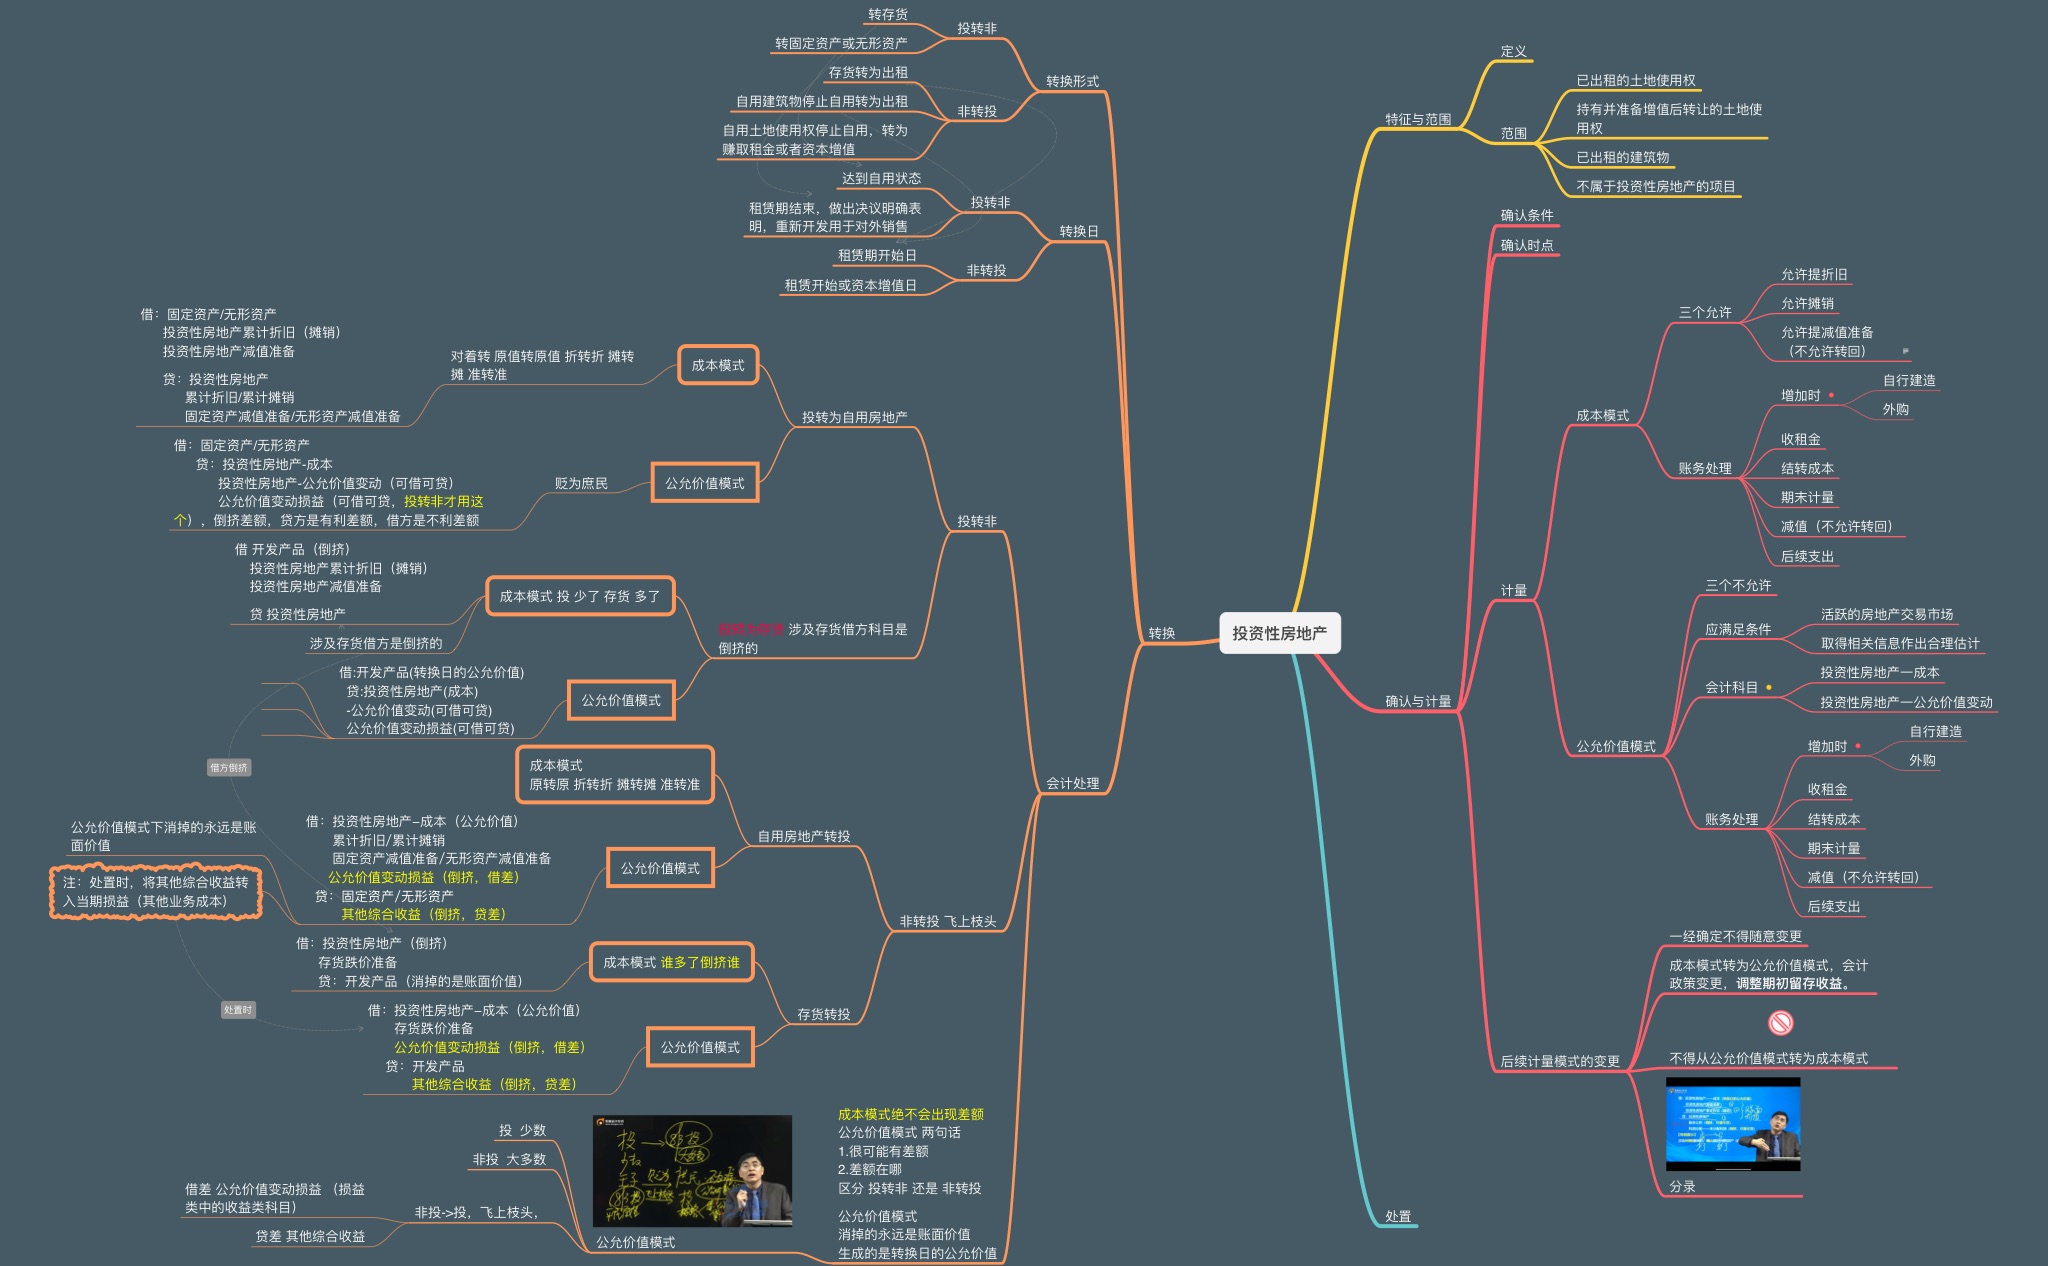 投资性房地产
特征与范围
定义
范围
已出租的土地使用权
持有并准备增值后转让的土地使
用权
已出租的建筑物
不属于投资性房地产的项目
确认与计量
确认条件
确认时点
计量
成本模式
三个允许
允许提折旧
允许摊销
允许提减值准备
（不允许转回）
账务处理
增加时
自行建造
外购
收租金
结转成本
期末计量
减值（不允许转回）
后续支出
公允价值模式
三个不允许
应满足条件
活跃的房地产交易市场
取得相关信息作出合理估计
会计科目
投资性房地产一成本
投资性房地产一公允价值变动
账务处理
增加时
自行建造
外购
收租金
结转成本
期末计量
减值（不允许转回）
后续支出
后续计量模式的变更
一经确定不得随意变更
成本模式转为公允价值模式，会计
政策变更，调整期初留存收益。
不得从公允价值模式转为成本模式
分录
处置
转换
转换形式
投转非
转存货
转固定资产或无形资产
非转投
存货转为出租
自用建筑物停止自用转为出租
自用土地使用权停止自用，转为
赚取租金或者资本增值
转换日
投转非
达到自用状态
租赁期结束，做出决议明确表
明，重新开发用于对外销售
非转投
租赁期开始日
租赁开始或资本增值日
会计处理
投转非
投转为自用房地产
成本模式
对着转 原值转原值 折转折 摊转
摊 准转准
借：固定资产/无形资产
投资性房地产累计折旧（摊销）
投资性房地产减值准备
贷：投资性房地产
累计折旧/累计摊销
固定资产减值准备/无形资产减值准备
公允价值模式
贬为庶民
借：固定资产/无形资产
贷：投资性房地产-成本
投资性房地产-公允价值变动（可借可贷）
公允价值变动损益（可借可贷，投转非才用这
个），倒挤差额，贷方是有利差额，借方是不利差额
投转为存货 涉及存货借方科目是
倒挤的
成本模式 投 少了 存货 多了
借 开发产品（倒挤）
投资性房地产累计折旧（摊销）
投资性房地产减值准备
贷 投资性房地产
涉及存货借方是倒挤的
公允价值模式
借:开发产品(转换日的公允价值)
贷:投资性房地产(成本)
-公允价值变动(可借可贷)
公允价值变动损益(可借可贷)
借方倒挤
非转投 飞上枝头
自用房地产转投
成本模式
原转原 折转折 摊转摊 准转准
公允价值模式
借：投资性房地产–成本（公允价值）
累计折旧/累计摊销
固定资产减值准备/无形资产减值准备
公允价值变动损益（倒挤，借差）
贷：固定资产/无形资产
其他综合收益（倒挤，贷差）
公允价值模式下消掉的永远是账
面价值
注：处置时，将其他综合收益转
入当期损益（其他业务成本）
处置时
存货转投
成本模式 谁多了倒挤谁
借：投资性房地产（倒挤）
存货跌价准备
贷：开发产品（消掉的是账面价值）
公允价值模式
借：投资性房地产–成本（公允价值）
存货跌价准备
公允价值变动损益（倒挤，借差）
贷：开发产品
其他综合收益（倒挤，贷差）
成本模式绝不会出现差额
公允价值模式 两句话
1.很可能有差额
2.差额在哪
区分 投转非 还是 非转投
公允价值模式
消掉的永远是账面价值
生成的是转换日的公允价值
公允价值模式
投 少数
非投 大多数
非投->投，飞上枝头，
借差 公允价值变动损益 （损益
类中的收益类科目）
贷差 其他综合收益